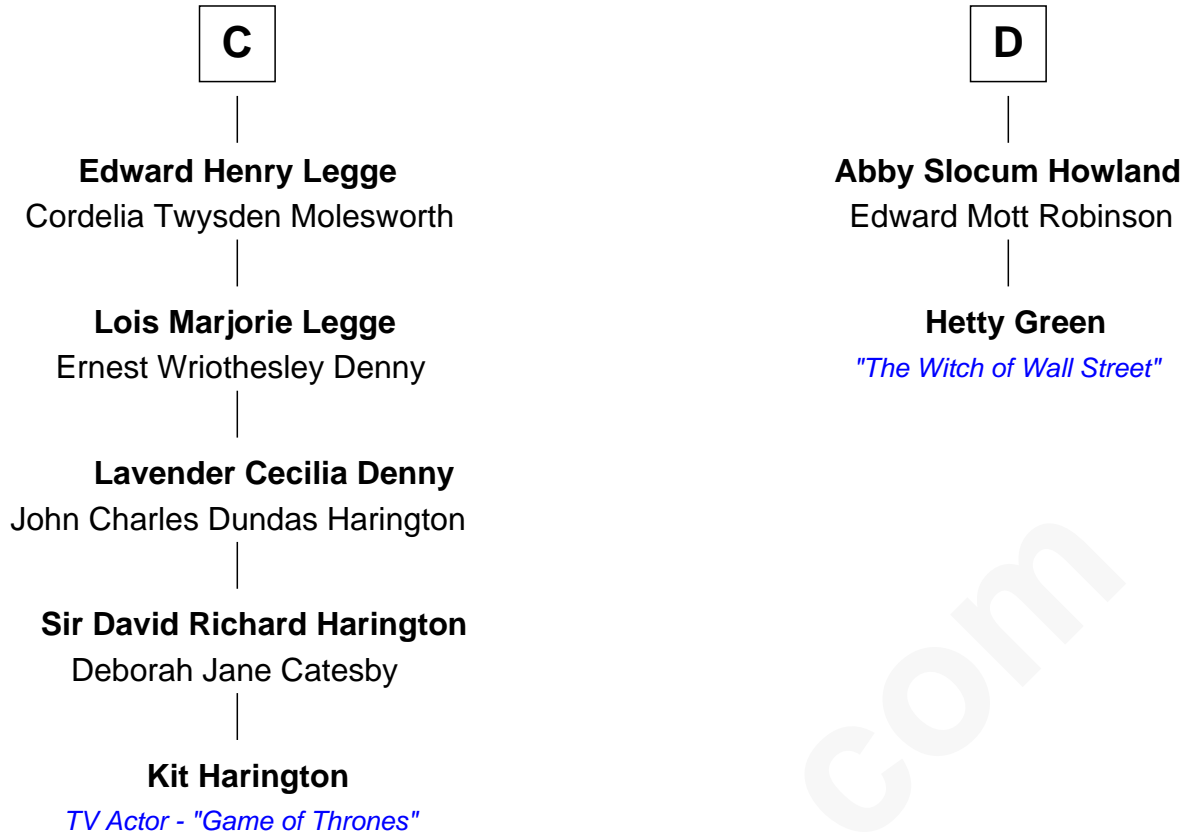 C
Edward Henry Legge
Cordelia Twysden Molesworth
Lois Marjorie Legge
Ernest Wriothesley Denny
Lavender Cecilia Denny
John Charles Dundas Harington
Sir David Richard Harington
Deborah Jane Catesby
Kit Harington
TV Actor - "Game of Thrones"
D
Abby Slocum Howland
Edward Mott Robinson
Hetty Green
"The Witch of Wall Street"
com